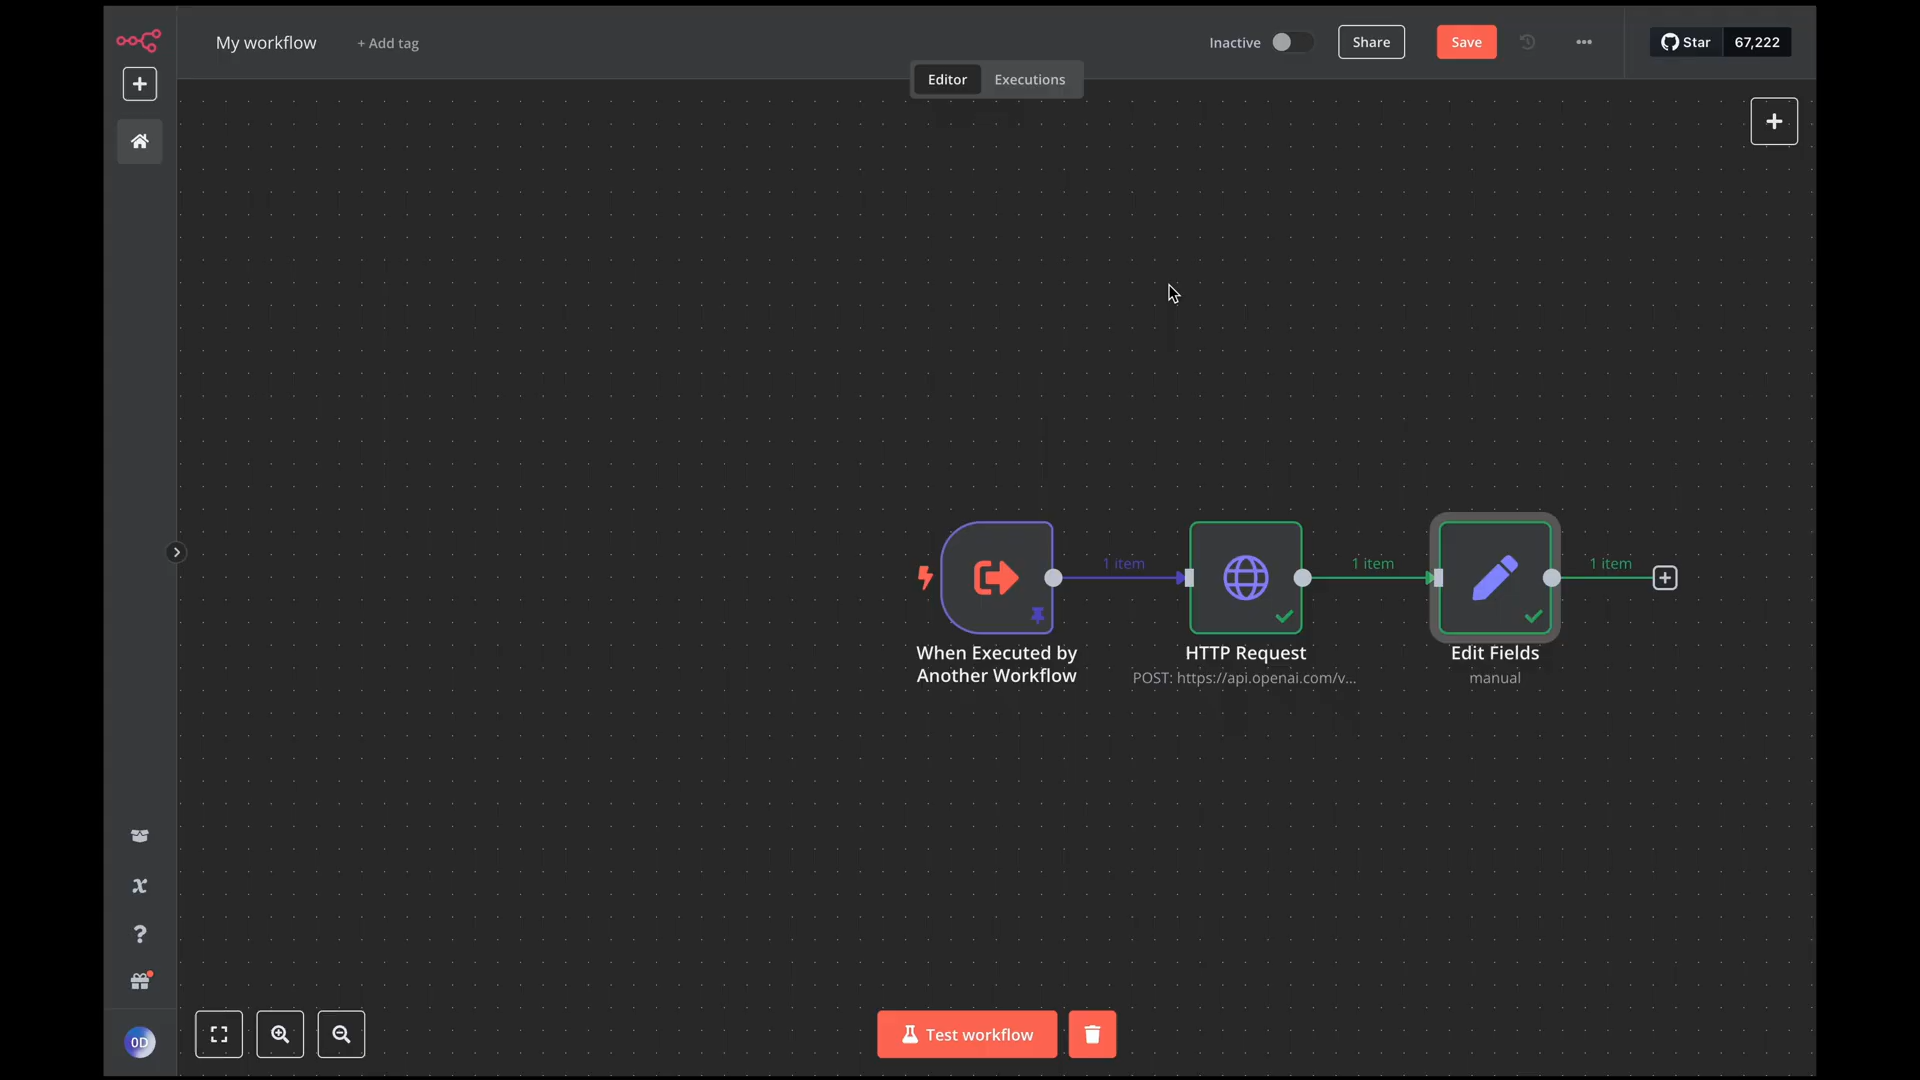 My workflow
+ Add tag
Inactive
Share
Save
Star
67,222
Editor
Executions
1 item
1 item
1 item
When Executed by
Another Workflow
HTTP Request
POST: https://api.openai.com/v...
Edit Fields
manual
Test workflow
0D